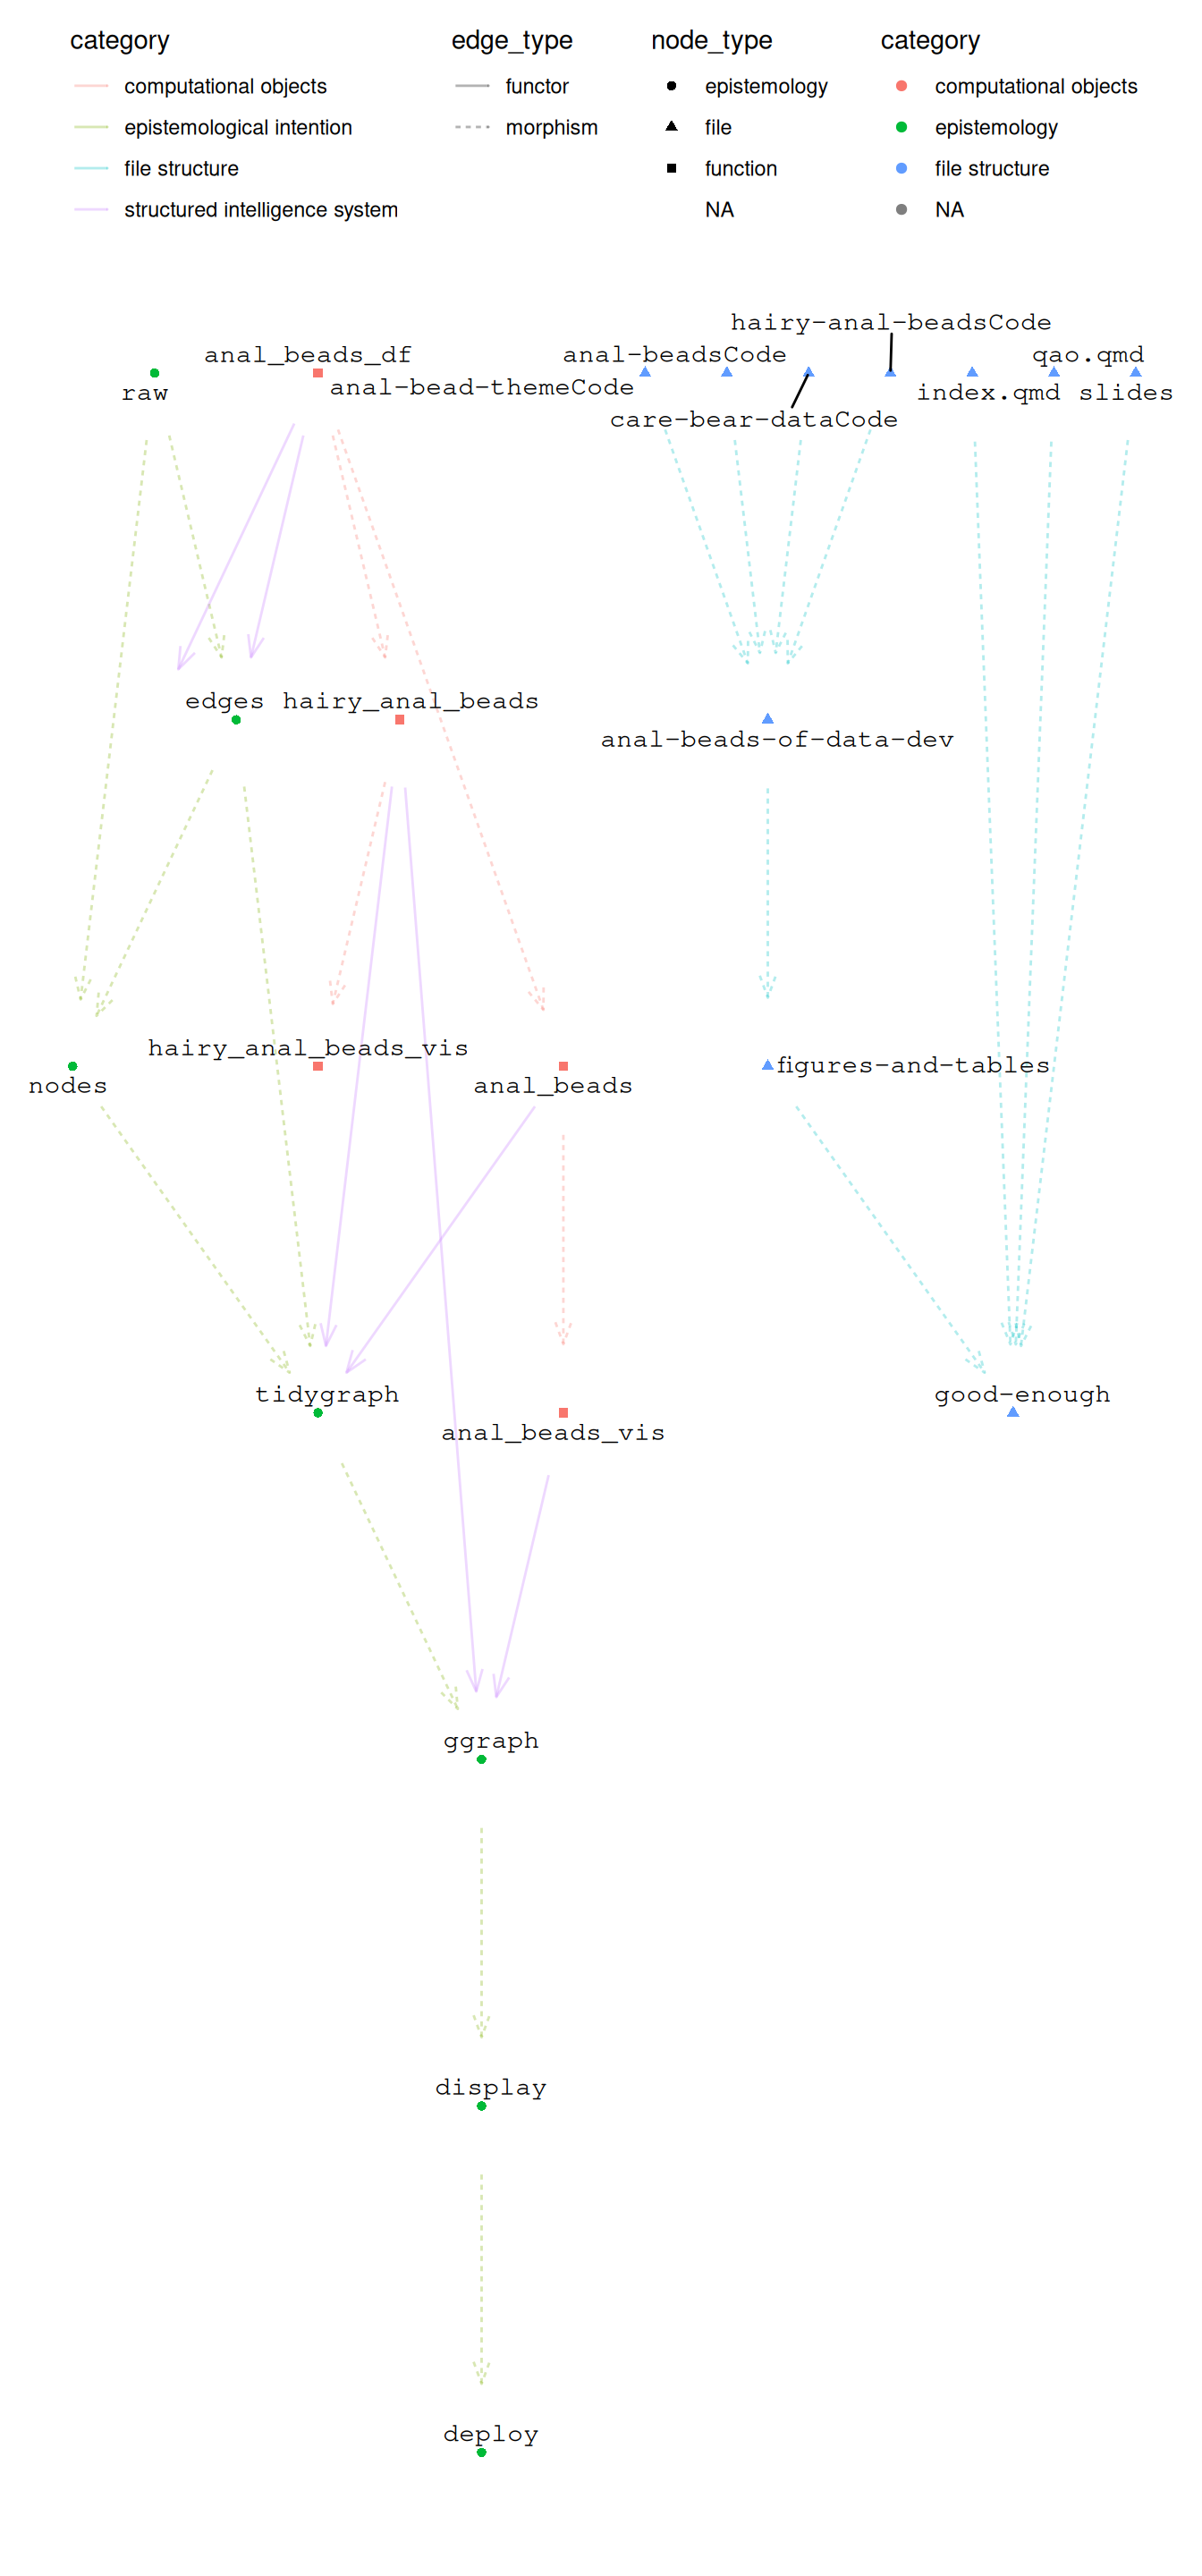 category edge_type node_type category
computational objects functor epistemology computational objects
epistemological intention morphism file epistemology
file structure function file structure
structured intelligence system NA NA
hairy-anal-beadsCode
anal_beads_df anal-beadsCode qao.qmd
raw anal-bead-themeCode index.qmd slides
care-bear-dataCode
edges hairy_anal_beads
anal-beads-of-data-dev
hairy_anal_beads_vis
figures-and-tables
nodes anal_beads
tidygraph good-enough
anal_beads_vis
ggraph
display
deploy